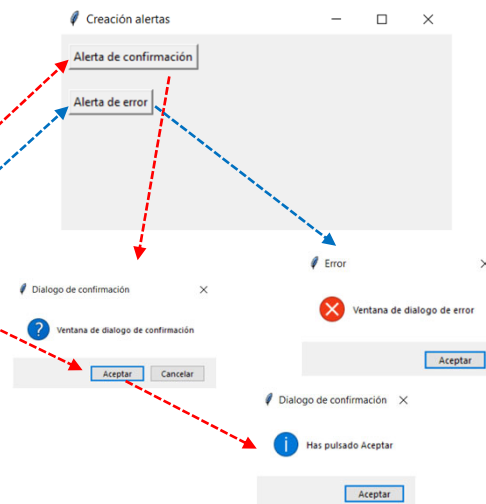 Creación alertas
Alerta de confirmación
Alerta de error
Error
Dialogo de confirmación
Ventana de dialogo de error
Ventana de dialogo de confirmación
Aceptar
Aceptar Cancelar
Dialogo de confirmación
Has pulsado Aceptar
Aceptar